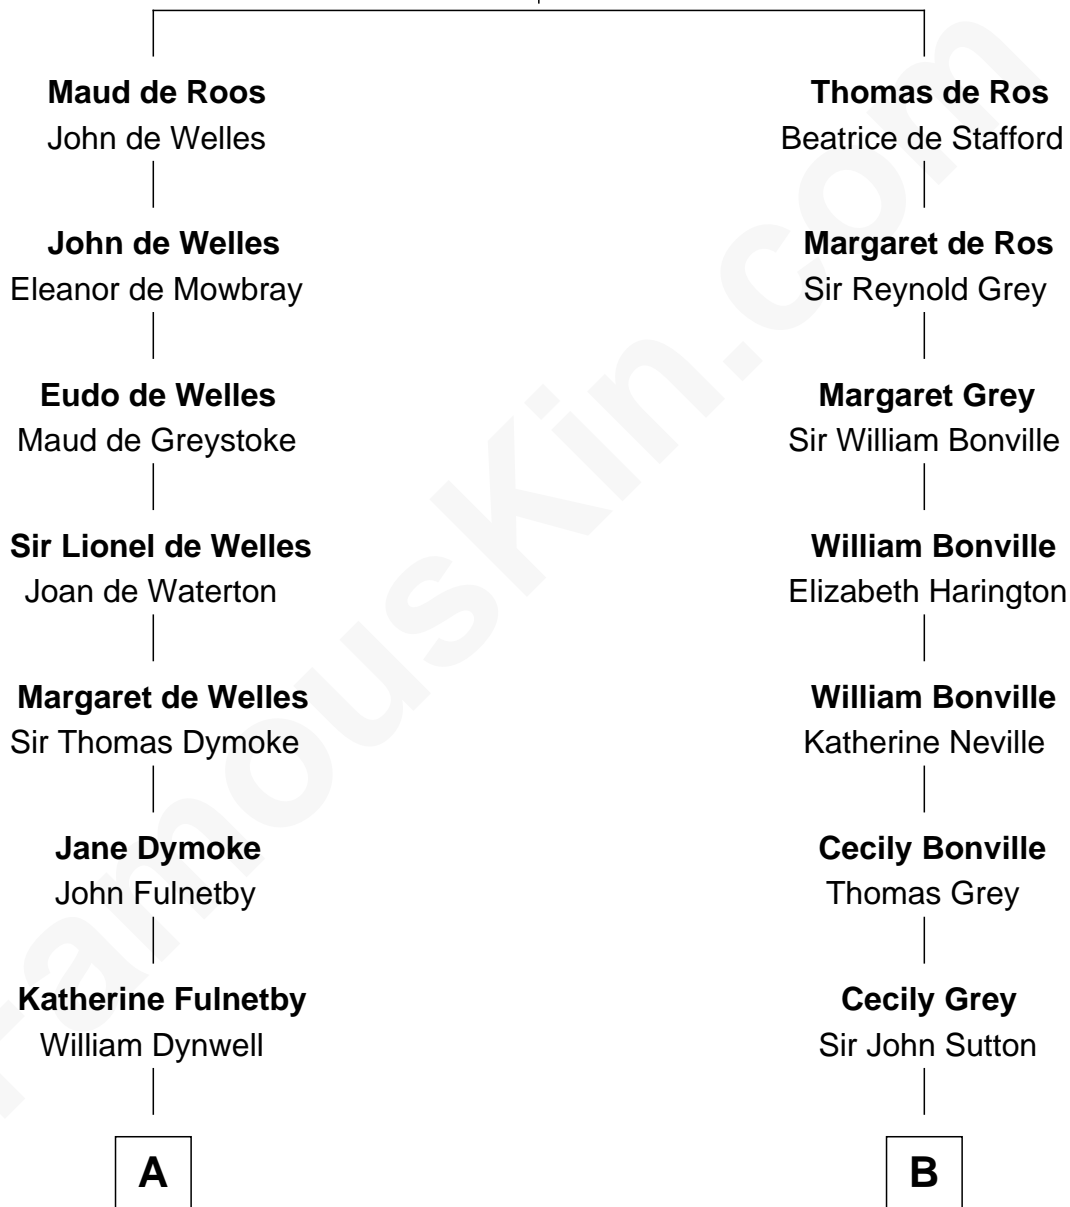 Maud de Roos
John de Welles
Thomas de Ros
Beatrice de Stafford
John de Welles
Eleanor de Mowbray
Margaret de Ros
Sir Reynold Grey
Eudo de Welles
Maud de Greystoke
Margaret Grey
Sir William Bonville
Sir Lionel de Welles
Joan de Waterton
William Bonville
Elizabeth Harington
Margaret de Welles
Sir Thomas Dymoke
William Bonville
Katherine Neville
Jane Dymoke
John Fulnetby
Cecily Bonville
Thomas Grey
Katherine Fulnetby
William Dynwell
Cecily Grey
Sir John Sutton
A
B
FamousKin.com